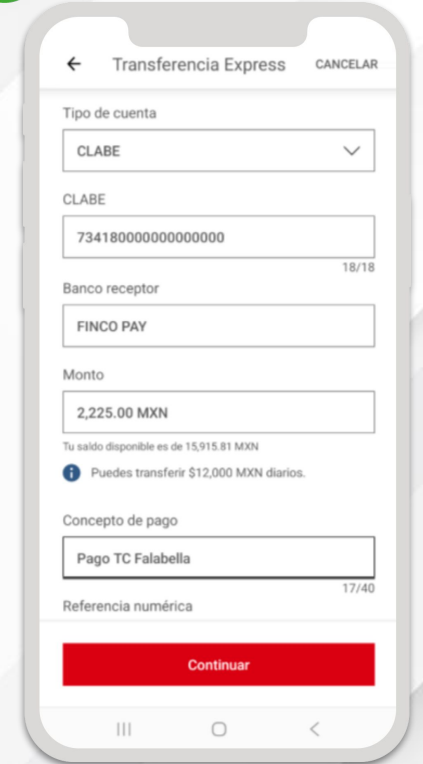 Transferencia Express CANCELAR
Tipo de cuenta
CLABE
CLABE
734180000000000000
18/18
Banco receptor
FINCO PAY
Monto
2,225.00 MXN
Tu saldo disponible es de 15,915.81 MXN
Puedes transferir $12,000 MXN diarios.
Concepto de pago
Pago TC Falabella
17/40
Referencia numérica
Continuar